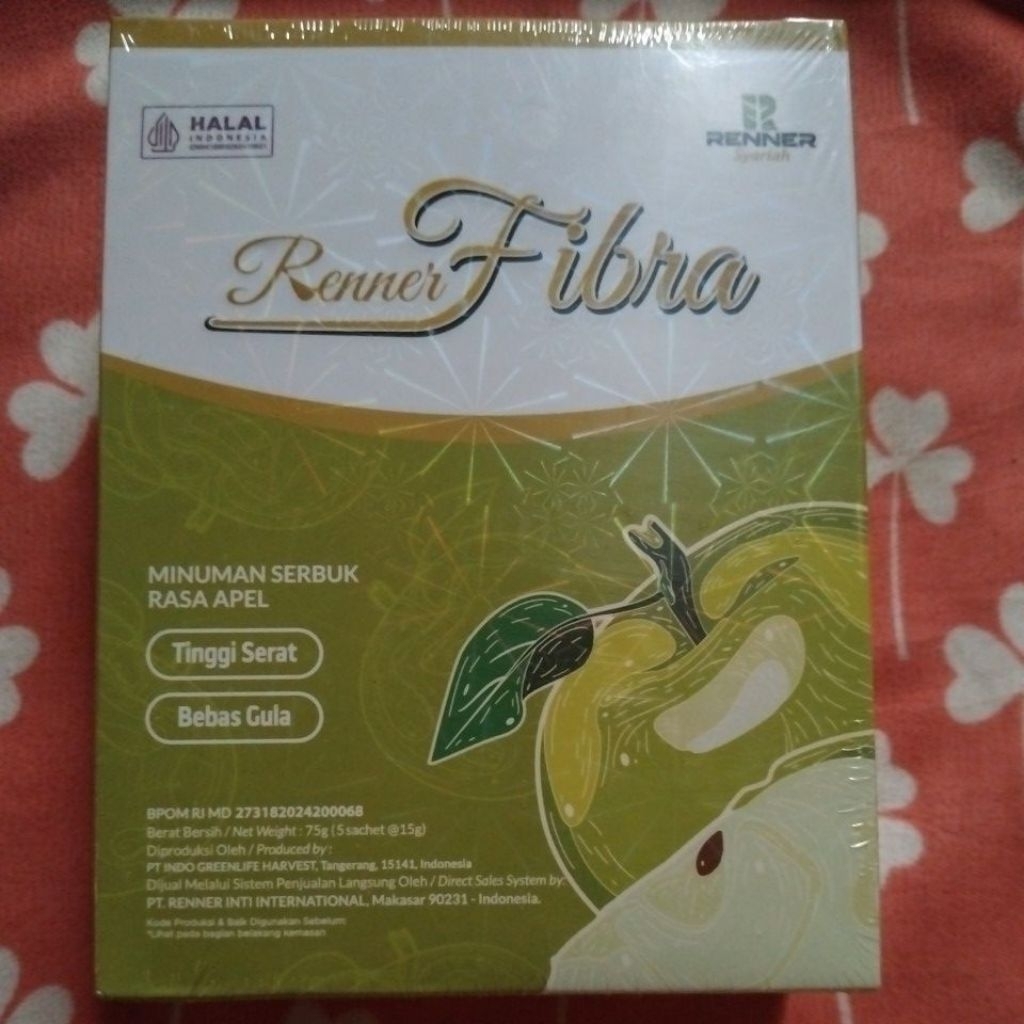 HALAL
INDONESIA
RENNER
Syariah
Renner Fibra
MINUMAN SERBUK
RASA APEL
Tinggi Serat
Bebas Gula
BPOM RI MD 273182024200068
Berat Bersih / Net Weight : 75g ( 5 sachet @15g)
Diproduksi Oleh / Produced by :
PT INDO GREENLIFE HARVEST, Tangerang, 15141, Indonesia
Dijual Melalui Sistem Penjualan Langsung Oleh / Direct Sales System by:
PT. RENNER INTI INTERNATIONAL, Makasar 90231 - Indonesia.
Kode Produksi & Baik Digunakan Sebelum:
*Lihat pada bagian belakang kemasan